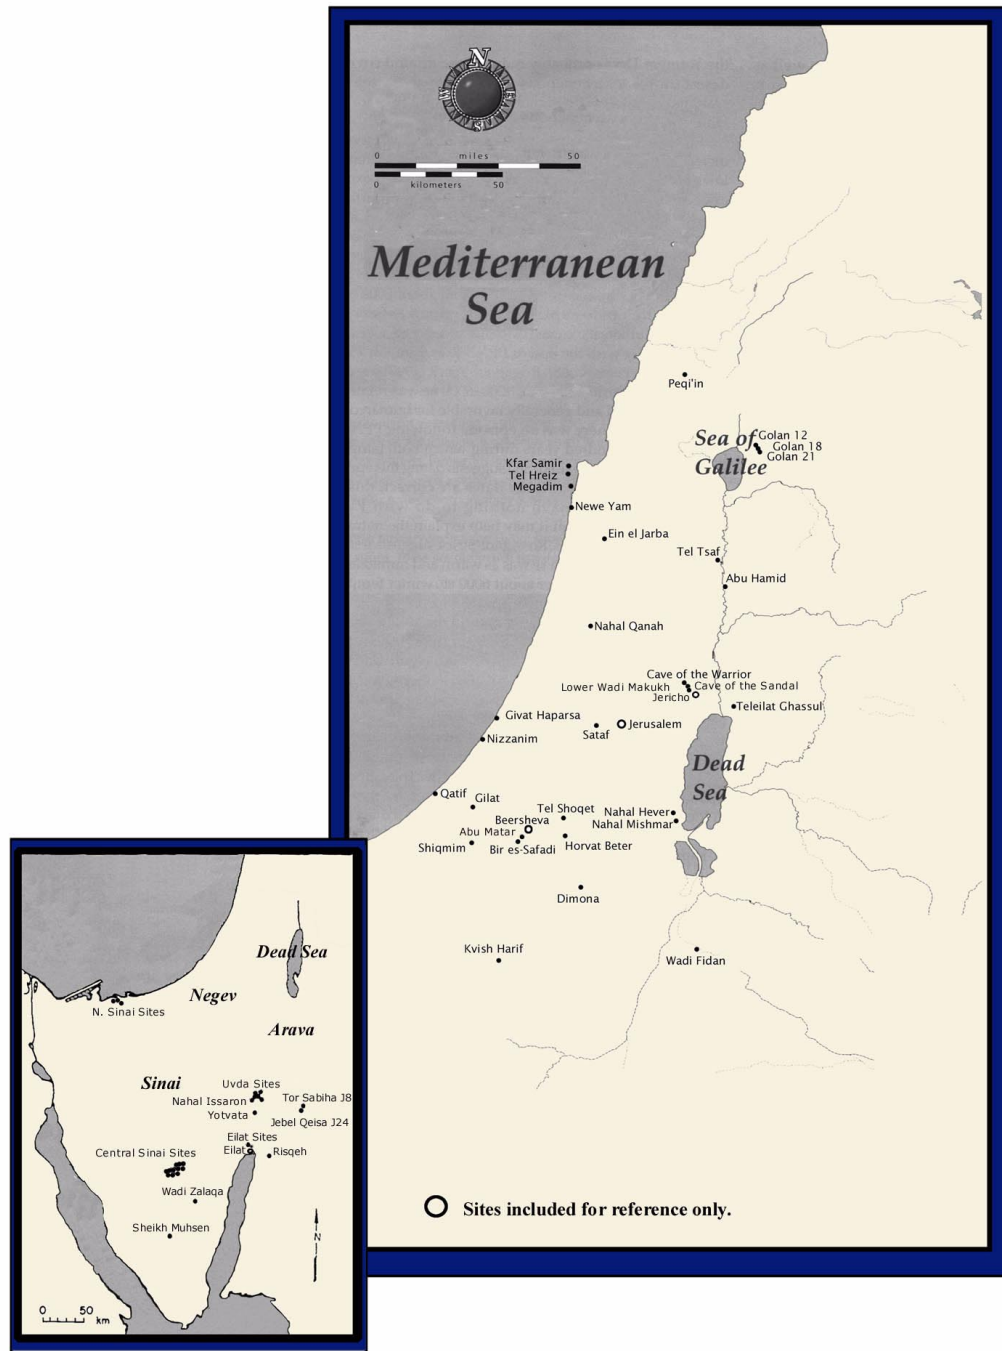 N
W
E
S
0 miles 50
0 kilometers 50
Mediterranean
Sea
Peqi'in
Sea of
Galilee
Golan 12
Golan 18
Golan 21
Kfar Samir
Tel Hreiz
Megadim
Newe Yam
Ein el Jarba
Tel Tsaf
Abu Hamid
Nahal Qanah
Cave of the Warrior
Lower Wadi Makukh
Cave of the Sandal
Jericho
Teleilat Ghassul
Givat Haparsa
Jerusalem
Sataf
Nizzanim
Dead
Sea
Qatif
Gilat
Tel Shoqet
Nahal Hever
Beersheva
Nahal Mishmar
Abu Matar
Shiqmim
Bir es-Safadi
Horvat Beter
Dimona
Kvish Harif
Wadi Fidan
Sites included for reference only.
Dead Sea
Negev
N. Sinai Sites
Arava
Sinai
Uvda Sites
Nahal Issaron
Tor Sabiha J8
Yotvata
Jebel Qeisa J24
Eilat Sites
Eilat
Risqeh
Central Sinai Sites
Wadi Zalaqa
Sheikh Muhsen
N
0 50
km